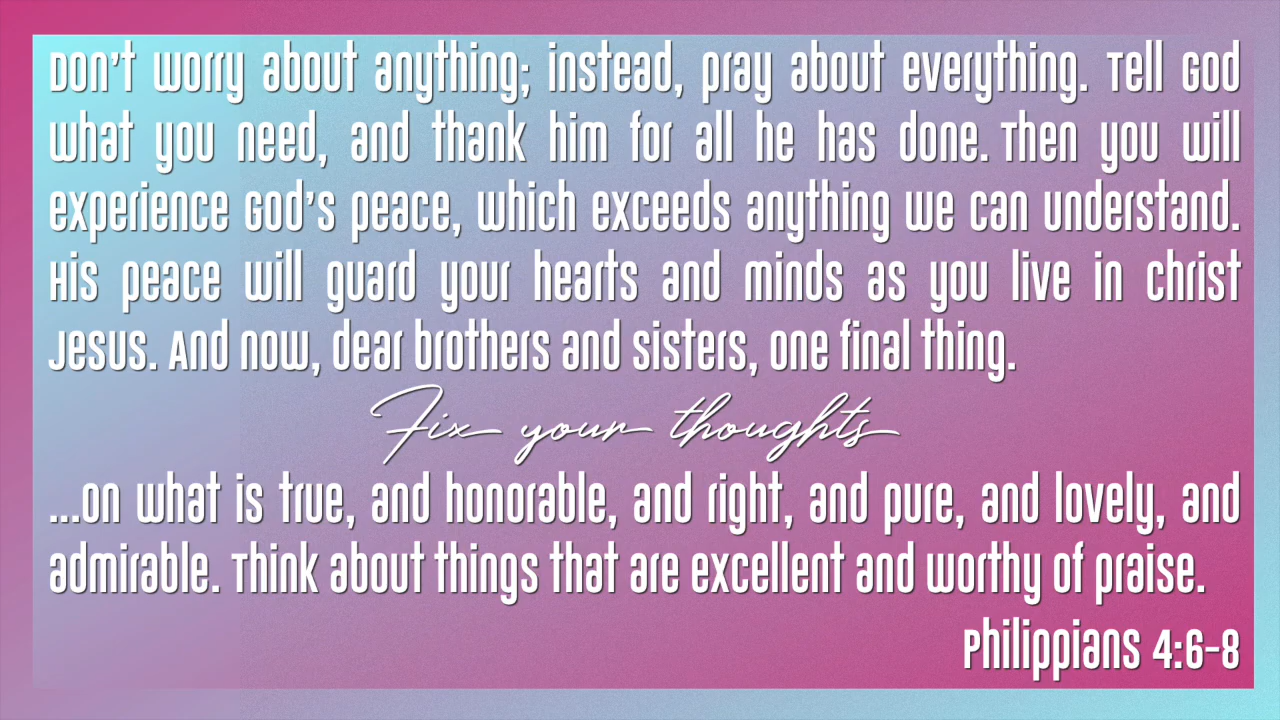 Don't worry about anything; instead, pray about everything. Tell God
what you need, and thank him for all he has done. Then you will
experience God's peace, which exceeds anything we can understand.
His peace will guard your hearts and minds as you live in Christ
Jesus. And now, dear brothers and sisters, one final thing.
Fix your thoughts
...on what is true, and honorable, and right, and pure, and lovely, and
admirable. Think about things that are excellent and worthy of praise.
Philippians 4:6-8